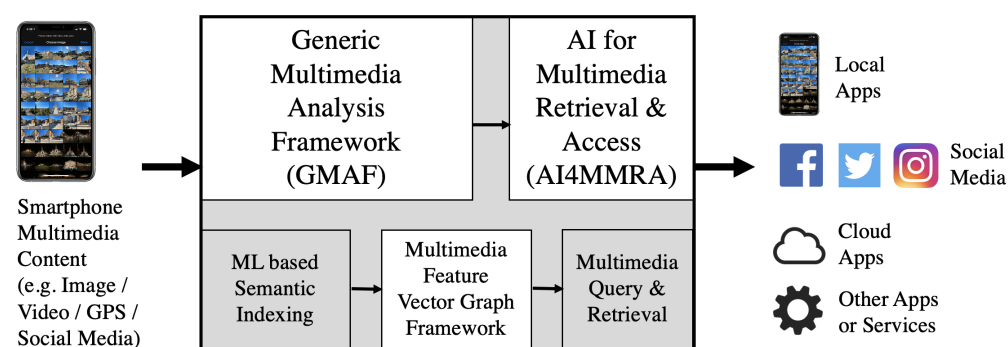 Smartphone
Multimedia
Content
(e.g. Image /
Video / GPS /
Social Media)
Generic
Multimedia
Analysis
Framework
(GMAF)
AI for
Multimedia
Retrieval &
Access
(AI4MMRA)
ML based
Semantic
Indexing
Multimedia
Feature
Vector Graph
Framework
Multimedia
Query &
Retrieval
Local
Apps
Social
Media
Cloud
Apps
Other Apps
or Services